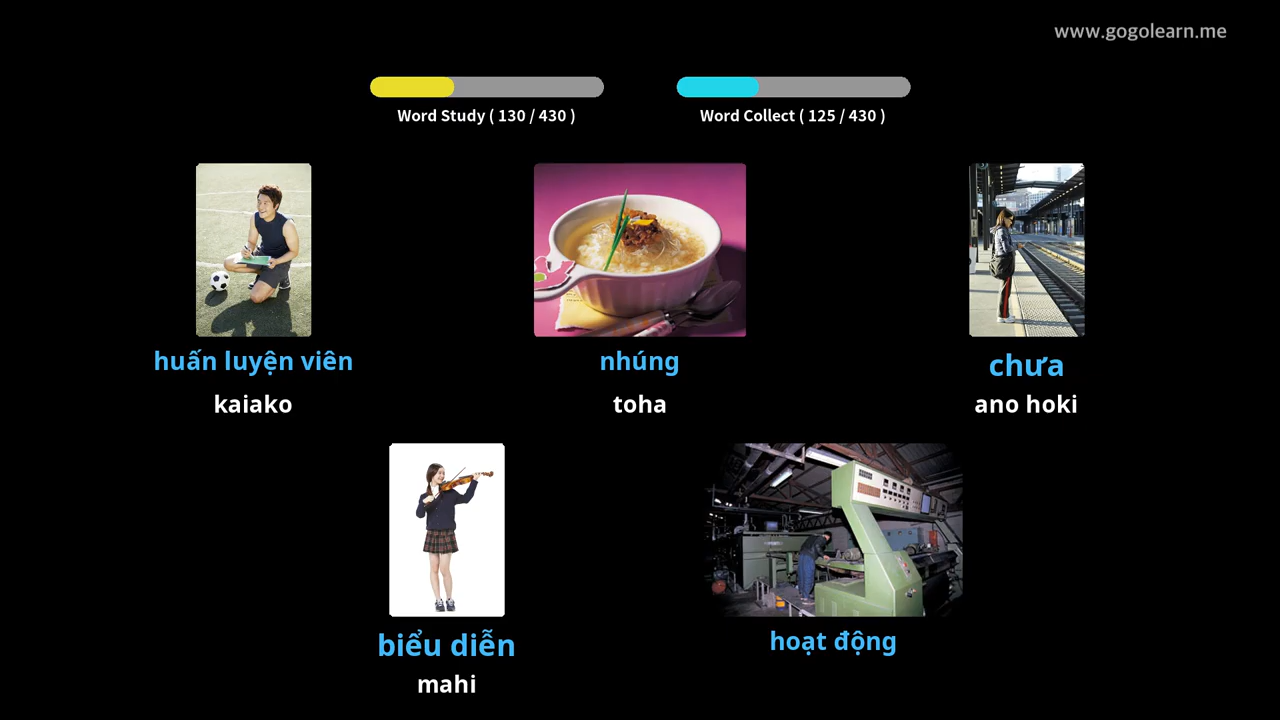 www.gogolearn.me
Word Study ( 130 / 430 )
Word Collect ( 125 / 430 )
huấn luyện viên
nhúng
chưa
kaiako
toha
ano hoki
biểu diễn
hoạt động
mahi